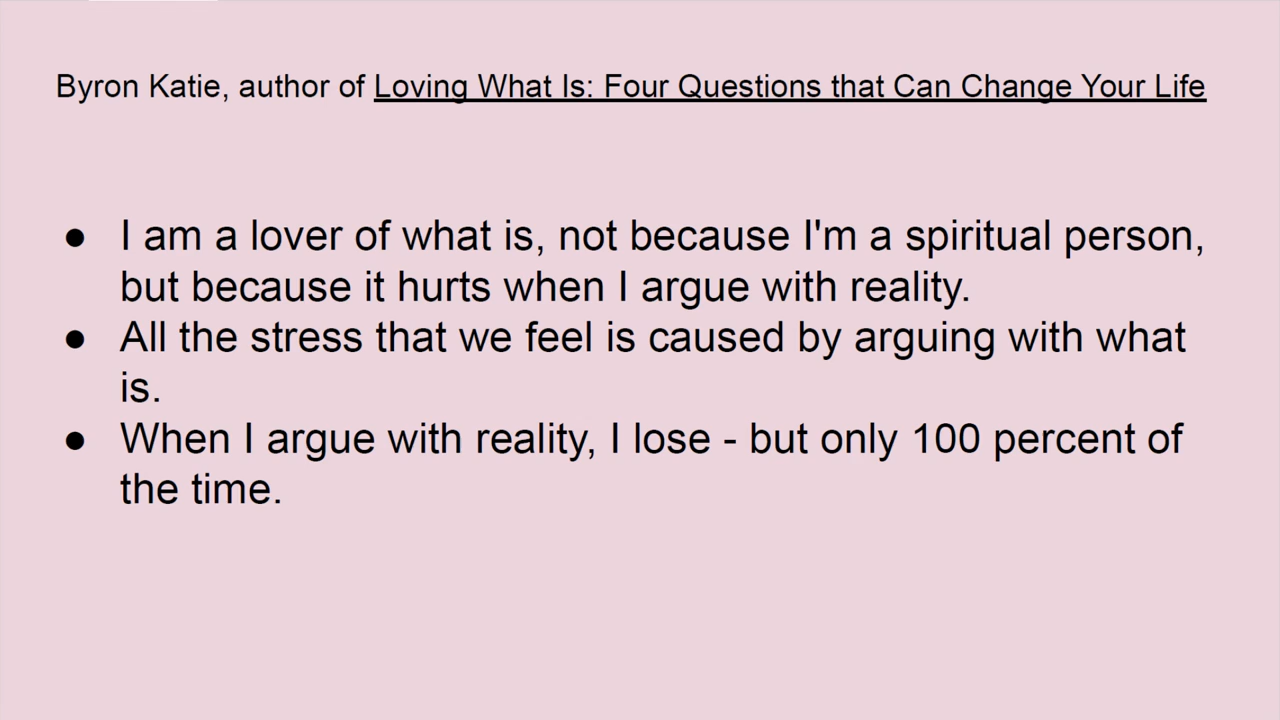 Byron Katie, author of Loving What Is: Four Questions that Can Change Your Life
● I am a lover of what is, not because I'm a spiritual person,
but because it hurts when I argue with reality.
● All the stress that we feel is caused by arguing with what
is.
● When I argue with reality, I lose - but only 100 percent of
the time.